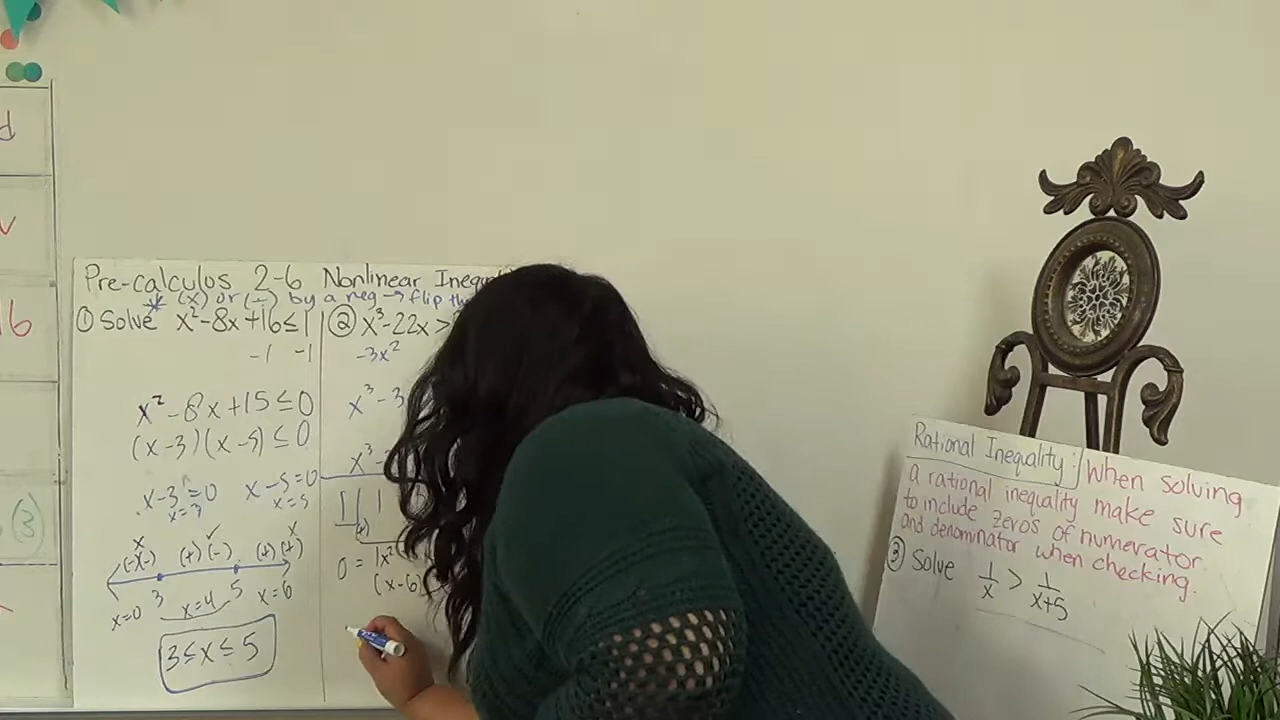 d
v
16
(3)
Pre-calculus 2-6 Nonlinear
* (x) or (÷) by a neg → flip
① Solve x²-8x+16≤1
-1 -1
x²-8x+15≤0
(x-3)(x-5)≤0
x-3=0 x-5=0
x=3 x=5
x ✓ x
(-)(-) (+)(-) (+)(+)
3 5
x=0 x=4 x=6
3≤x≤5
② x³-22x>
-3x²
x³-3
x³-
1
(+)
0 = 1x²
(x-6)
Rational Inequality: When solving
a rational inequality make sure
to include zeros of numerator
and denominator when checking.
③ Solve 1/x > 1/x+5